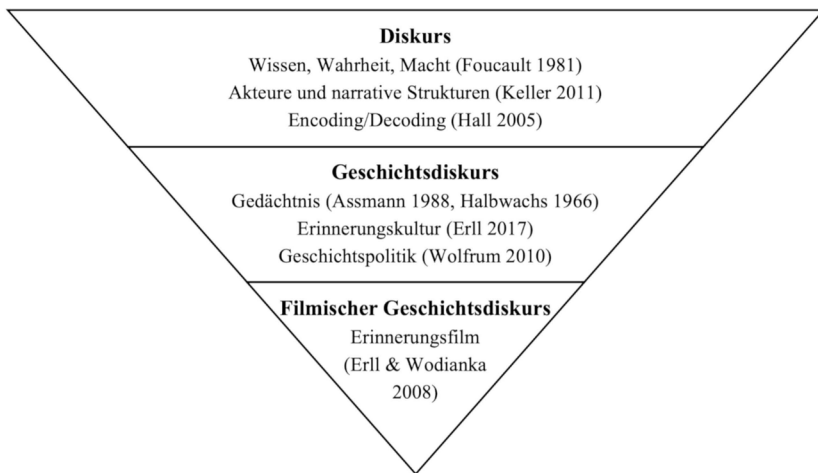 Diskurs
Wissen, Wahrheit, Macht (Foucault 1981)
Akteure und narrative Strukturen (Keller 2011)
Encoding/Decoding (Hall 2005)
Geschichtsdiskurs
Gedächtnis (Assmann 1988, Halbwachs 1966)
Erinnerungskultur (Erll 2017)
Geschichtspolitik (Wolfrum 2010)
Filmischer Geschichtsdiskurs
Erinnerungsfilm
(Erll & Wodianka
2008)